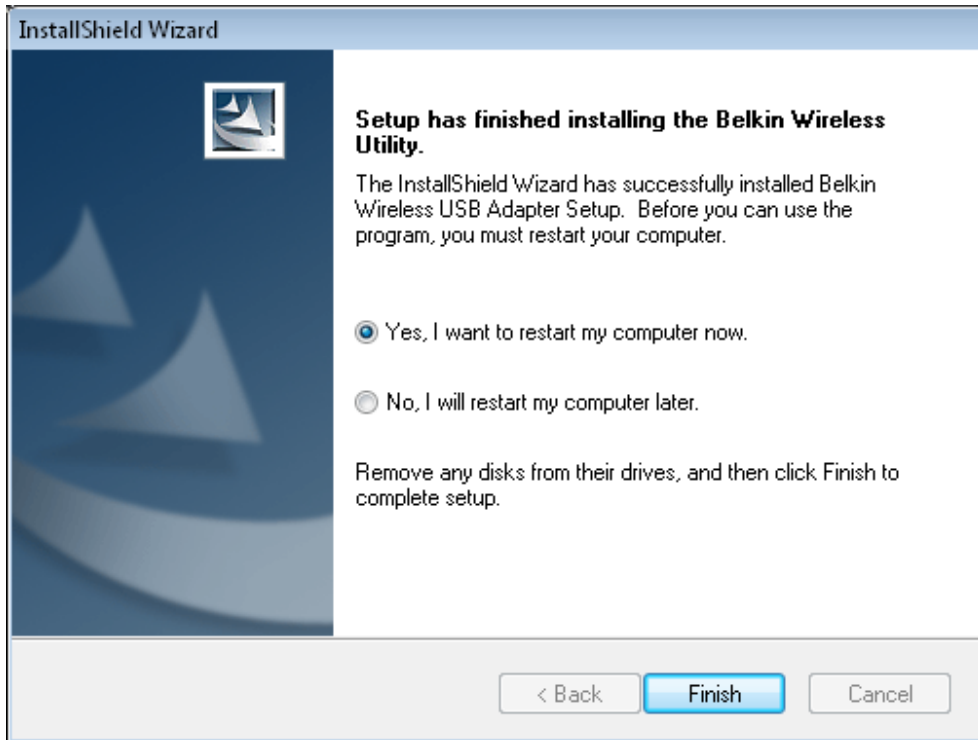 InstallShield Wizard
Setup has finished installing the Belkin Wireless
Utility.
The InstallShield Wizard has successfully installed Belkin
Wireless USB Adapter Setup.  Before you can use the
program, you must restart your computer.
Yes, I want to restart my computer now.
No, I will restart my computer later.
Remove any disks from their drives, and then click Finish to
complete setup.
< Back Finish Cancel